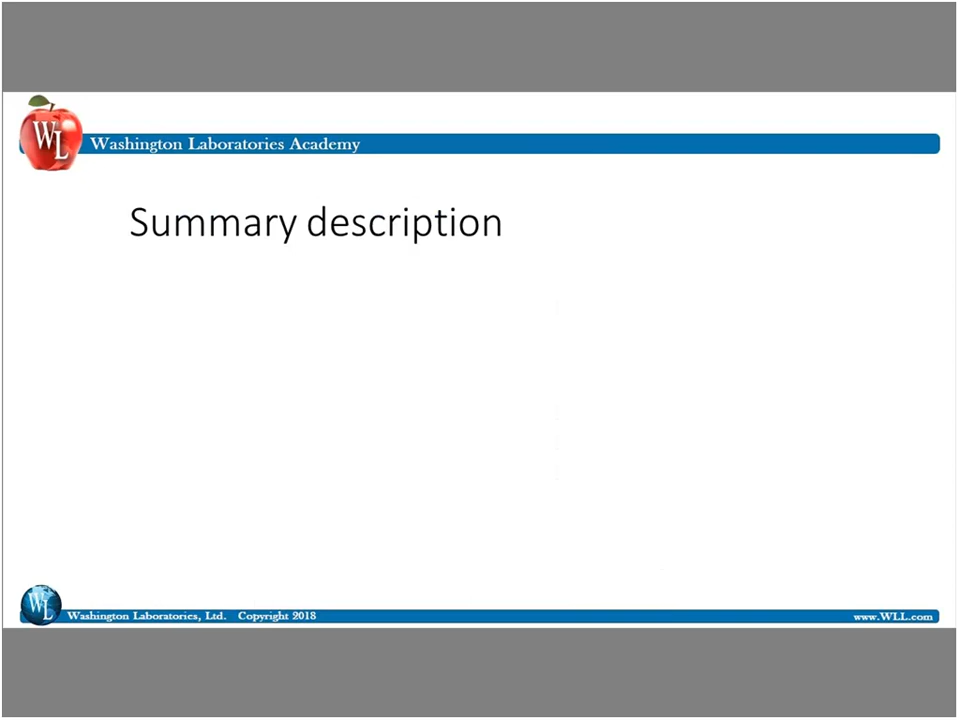 WL
Washington Laboratories Academy
Summary description
WL
Washington Laboratories, Ltd. Copyright 2018
www.WLL.com